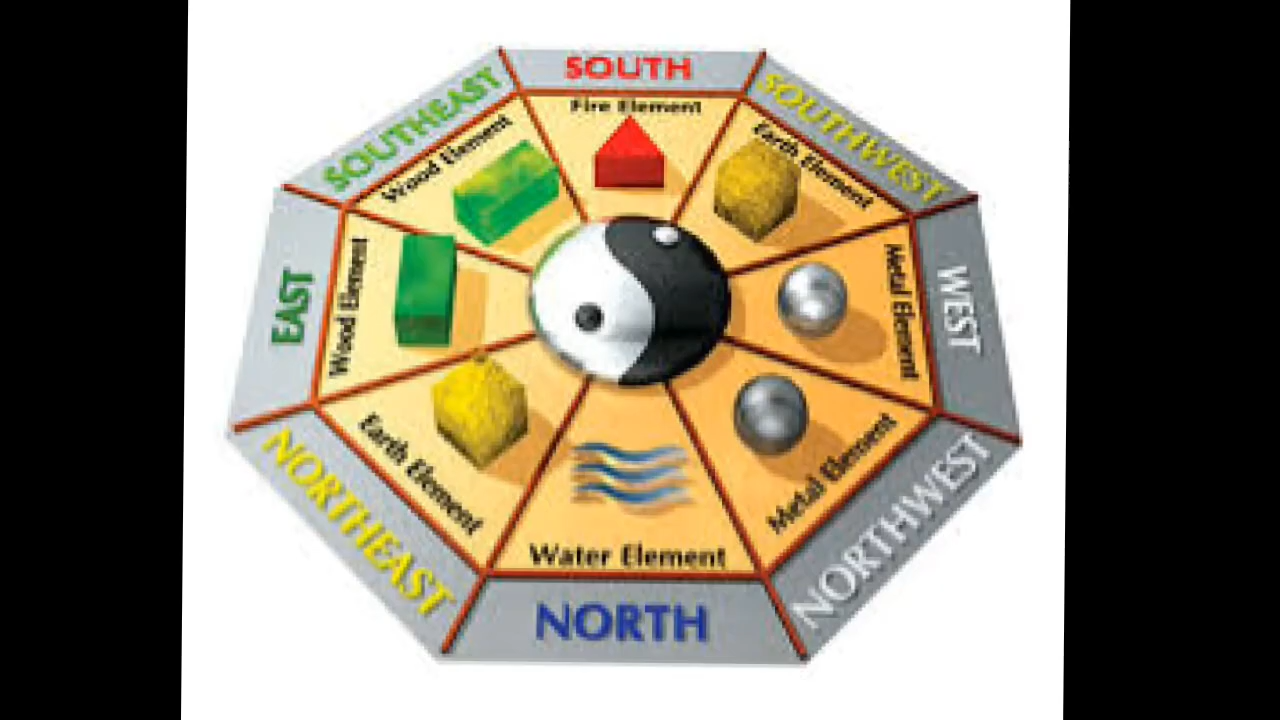 SOUTH
Fire Element
SOUTHWEST
Earth Element
WEST
Metal Element
NORTHWEST
Metal Element
NORTH
Water Element
NORTHEAST
Earth Element
EAST
Wood Element
SOUTHEAST
Wood Element